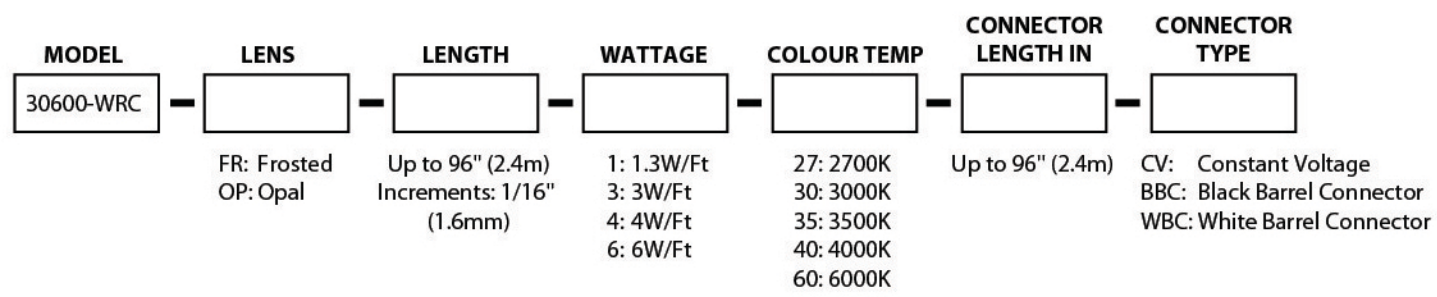 MODEL
LENS
LENGTH
WATTAGE
COLOUR TEMP
CONNECTOR
LENGTH IN
CONNECTOR
TYPE
30600-WRC
FR: Frosted
OP: Opal
Up to 96" (2.4m)
Increments: 1/16"
(1.6mm)
1: 1.3W/Ft
3: 3W/Ft
4: 4W/Ft
6: 6W/Ft
27: 2700K
30: 3000K
35: 3500K
40: 4000K
60: 6000K
Up to 96" (2.4m)
CV: Constant Voltage
BBC: Black Barrel Connector
WBC: White Barrel Connector